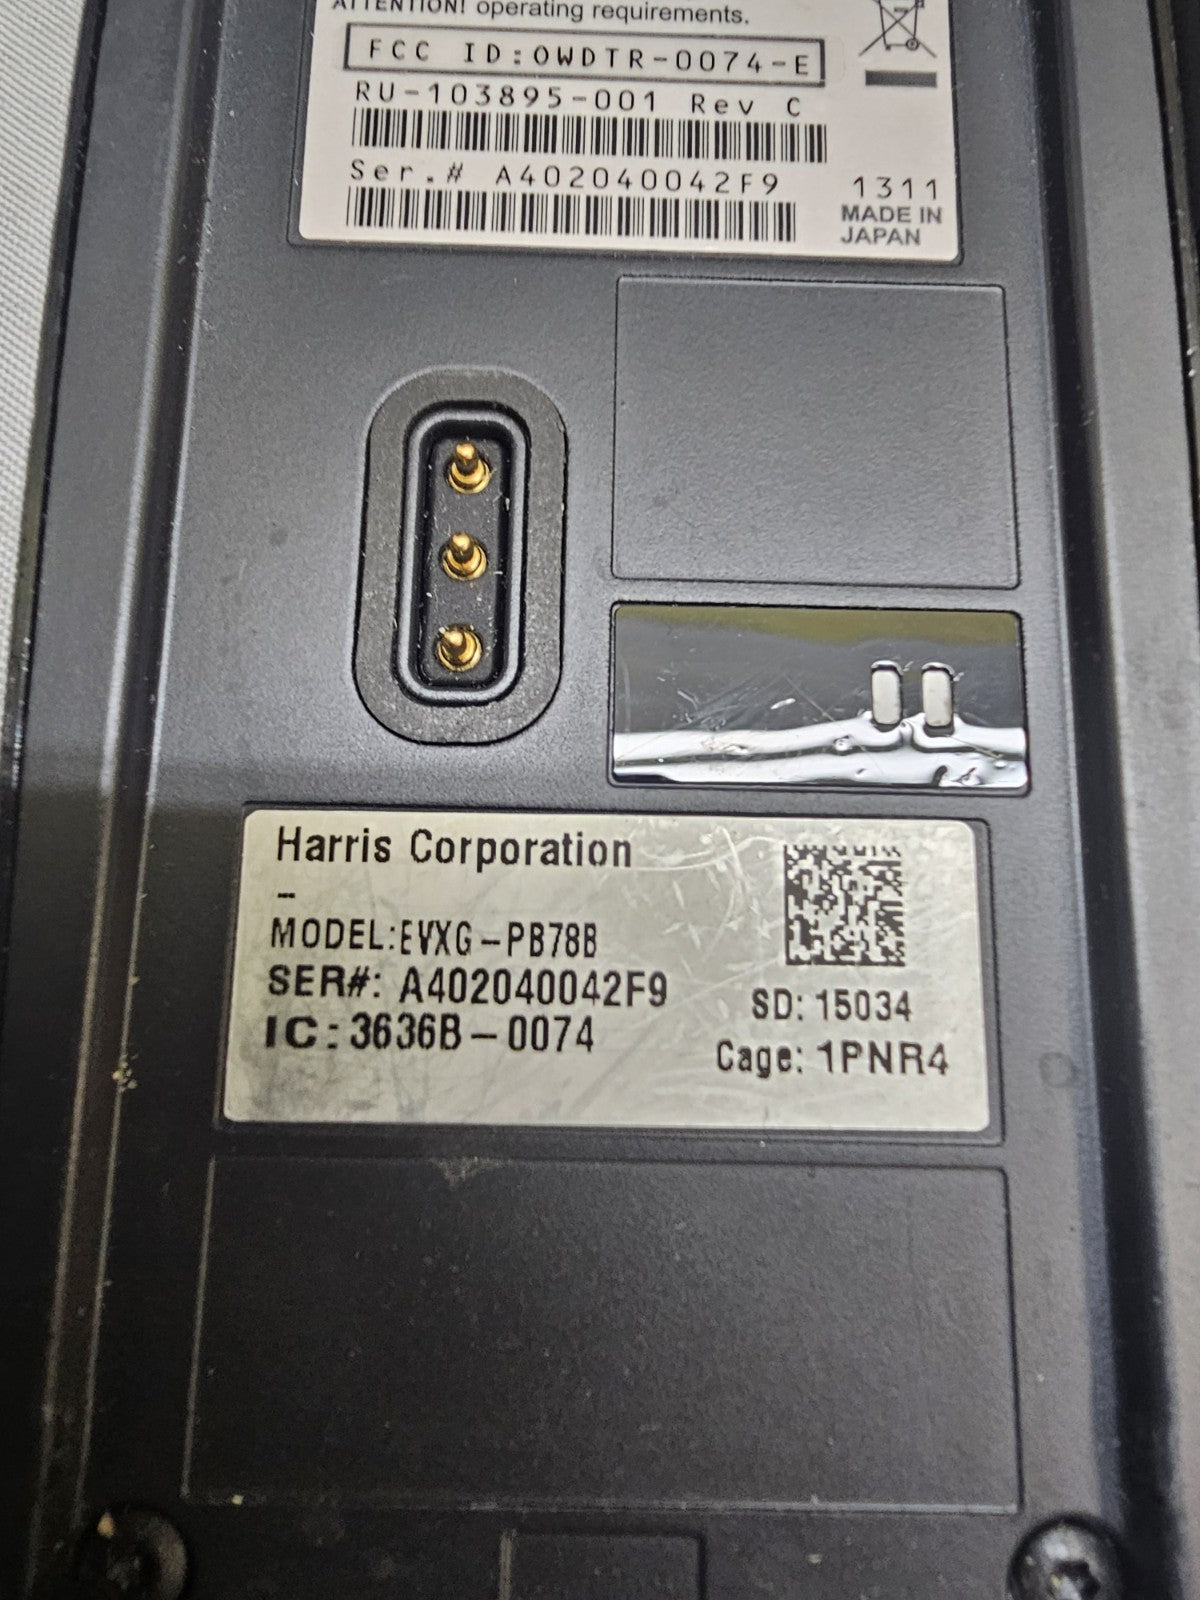 ATTENTION! operating requirements.
FCC ID:OWDTR-0074-E
RU-103895-001 Rev C
Ser.# A402040042F9
1311
MADE IN
JAPAN
Harris Corporation
–
MODEL:EVXG-PB78B
SER#: A402040042F9
IC: 3636B-0074
SD: 15034
Cage: 1PNR4